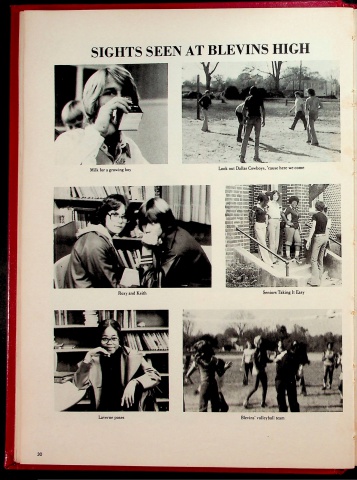 SIGHTS SEEN AT BLEVINS HIGH
Milk for a growing boy
Look out Dallas Cowboys, 'cause here we come
Roxy and Keith
Seniors Taking It Easy
Laverne poses
Blevins' volleyball team
30